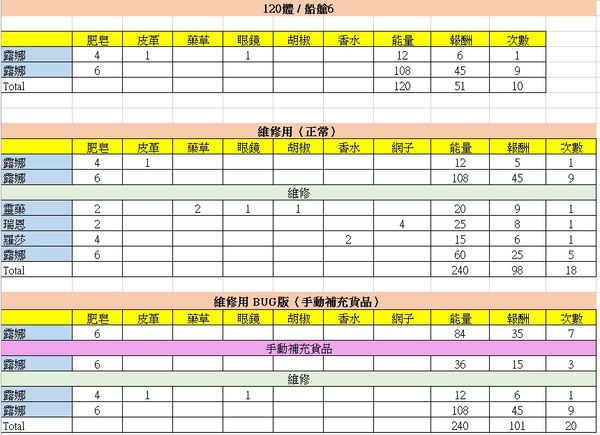 120體 / 船艙6
肥皂 皮革 藥草 眼鏡 胡椒 香水 能量 報酬 次數
露娜 4 1 1 12 6 1
露娜 6 108 45 9
Total 120 51 10
維修用（正常）
肥皂 皮革 藥草 眼鏡 胡椒 香水 網子 能量 報酬 次數
露娜 4 1 12 5 1
露娜 6 108 45 9
維修
靈藥 2 2 1 1 20 9 1
瑞恩 2 4 25 8 1
羅莎 4 2 15 6 1
露娜 6 60 25 5
Total 240 98 18
維修用 BUG版（手動補充貨品）
肥皂 皮革 藥草 眼鏡 胡椒 香水 網子 能量 報酬 次數
露娜 6 84 35 7
手動補充貨品
露娜 6 36 15 3
維修
露娜 4 1 1 12 6 1
露娜 6 108 45 9
Total 240 101 20